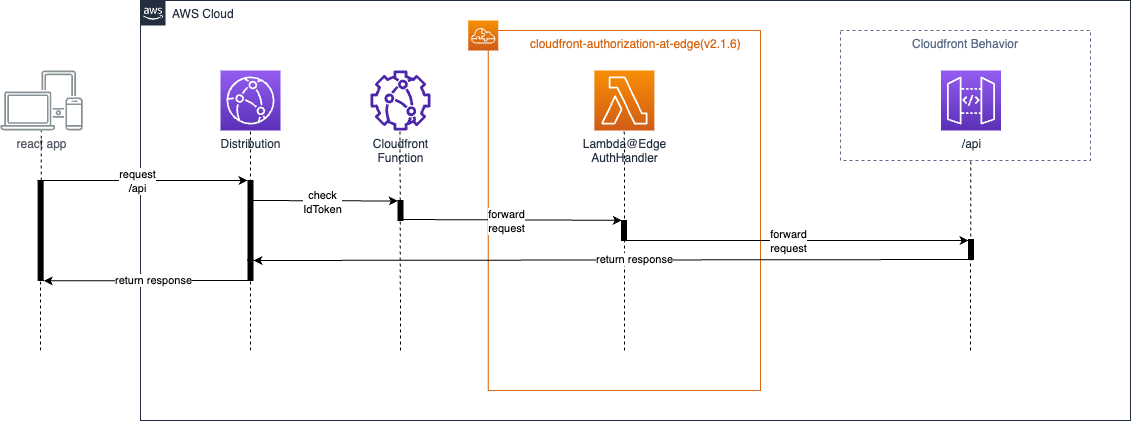 aws
AWS Cloud
cloudfront-authorization-at-edge(v2.1.6)
Cloudfront Behavior
react app
Distribution
Cloudfront
Function
Lambda@Edge
AuthHandler
/api
request
/api
check
IdToken
forward
request
forward
request
return response
return response